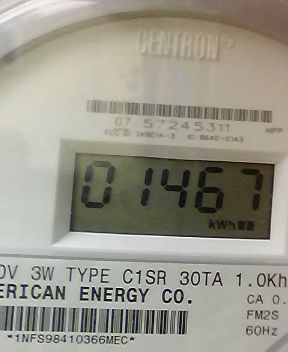 CENTRON
07 57245311 MPP
01467
kWh
0V 3W TYPE C1SR 30TA 1.0Kh
ERICAN ENERGY CO. CA 0.
FM2S
*1NFS98410366MEC* 60Hz